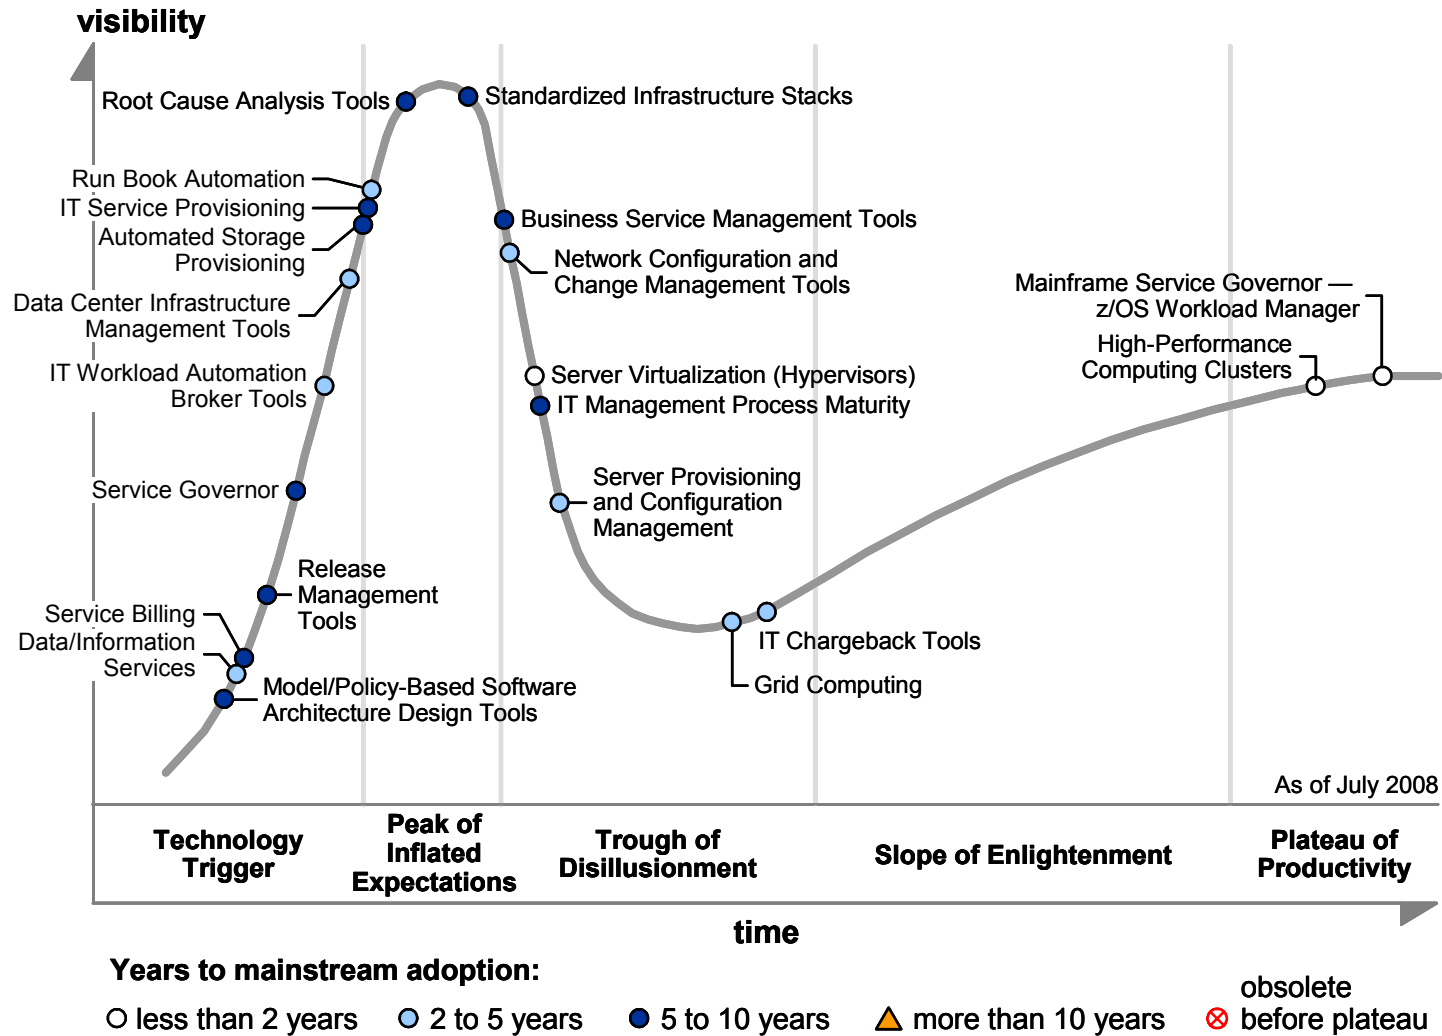 visibility
Root Cause Analysis Tools
Standardized Infrastructure Stacks
Run Book Automation
IT Service Provisioning
Automated Storage
Provisioning
Business Service Management Tools
Network Configuration and
Change Management Tools
Data Center Infrastructure
Management Tools
Mainframe Service Governor —
z/OS Workload Manager
High-Performance
Computing Clusters
IT Workload Automation
Broker Tools
Server Virtualization (Hypervisors)
IT Management Process Maturity
Service Governor
Server Provisioning
and Configuration
Management
Release
Management
Tools
Service Billing
Data/Information
Services
Model/Policy-Based Software
Architecture Design Tools
IT Chargeback Tools
Grid Computing
As of July 2008
Technology
Trigger
Peak of
Inflated
Expectations
Trough of
Disillusionment
Slope of Enlightenment
Plateau of
Productivity
time
Years to mainstream adoption:
less than 2 years
2 to 5 years
5 to 10 years
more than 10 years
obsolete
before plateau